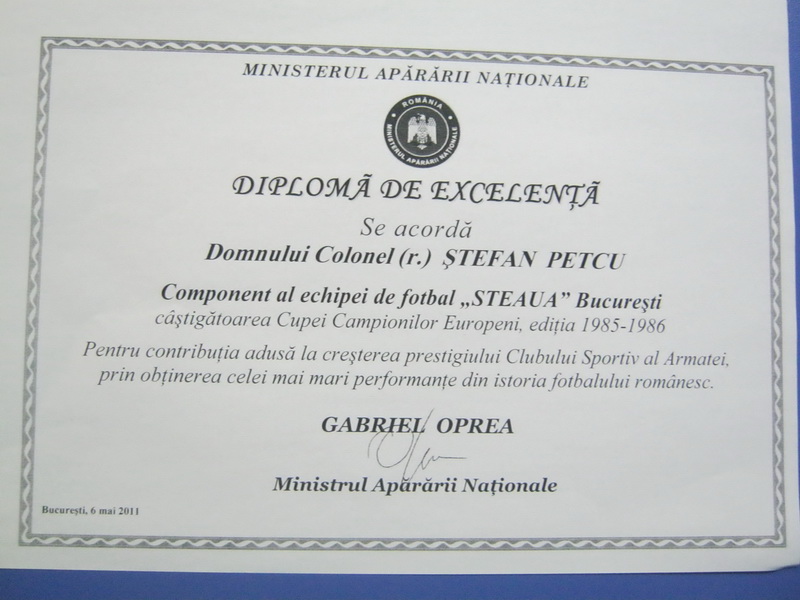 MINISTERUL APĂRĂRII NAȚIONALE
ROMÂNIA
MINISTERUL APĂRĂRII NAȚIONALE
DIPLOMĂ DE EXCELENȚĂ
Se acordă
Domnului Colonel (r.) ȘTEFAN PETCU
Component al echipei de fotbal „STEAUA” București
câștigătoarea Cupei Campionilor Europeni, ediția 1985-1986
Pentru contribuția adusă la creșterea prestigiului Clubului Sportiv al Armatei,
prin obținerea celei mai mari performanțe din istoria fotbalului românesc.
GABRIEL OPREA
Ministrul Apărării Naționale
București, 6 mai 2011